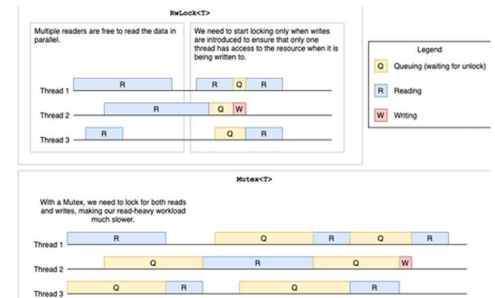 RwLock<T>
Multiple readers are free to read the data in
parallel.
We need to start locking only when writes
are introduced to ensure that only one
thread has access to the resource when it is
being written to.
Thread 1 R R Q R
Thread 2 R Q W
Thread 3 R Q R
Legend
Q Queuing (waiting for unlock)
R Reading
W Writing
Mutex<T>
With a Mutex, we need to lock for both reads
and writes, making our read-heavy workload
much slower.
Thread 1 R Q R Q R
Thread 2 Q R Q W
Thread 3 Q R Q R